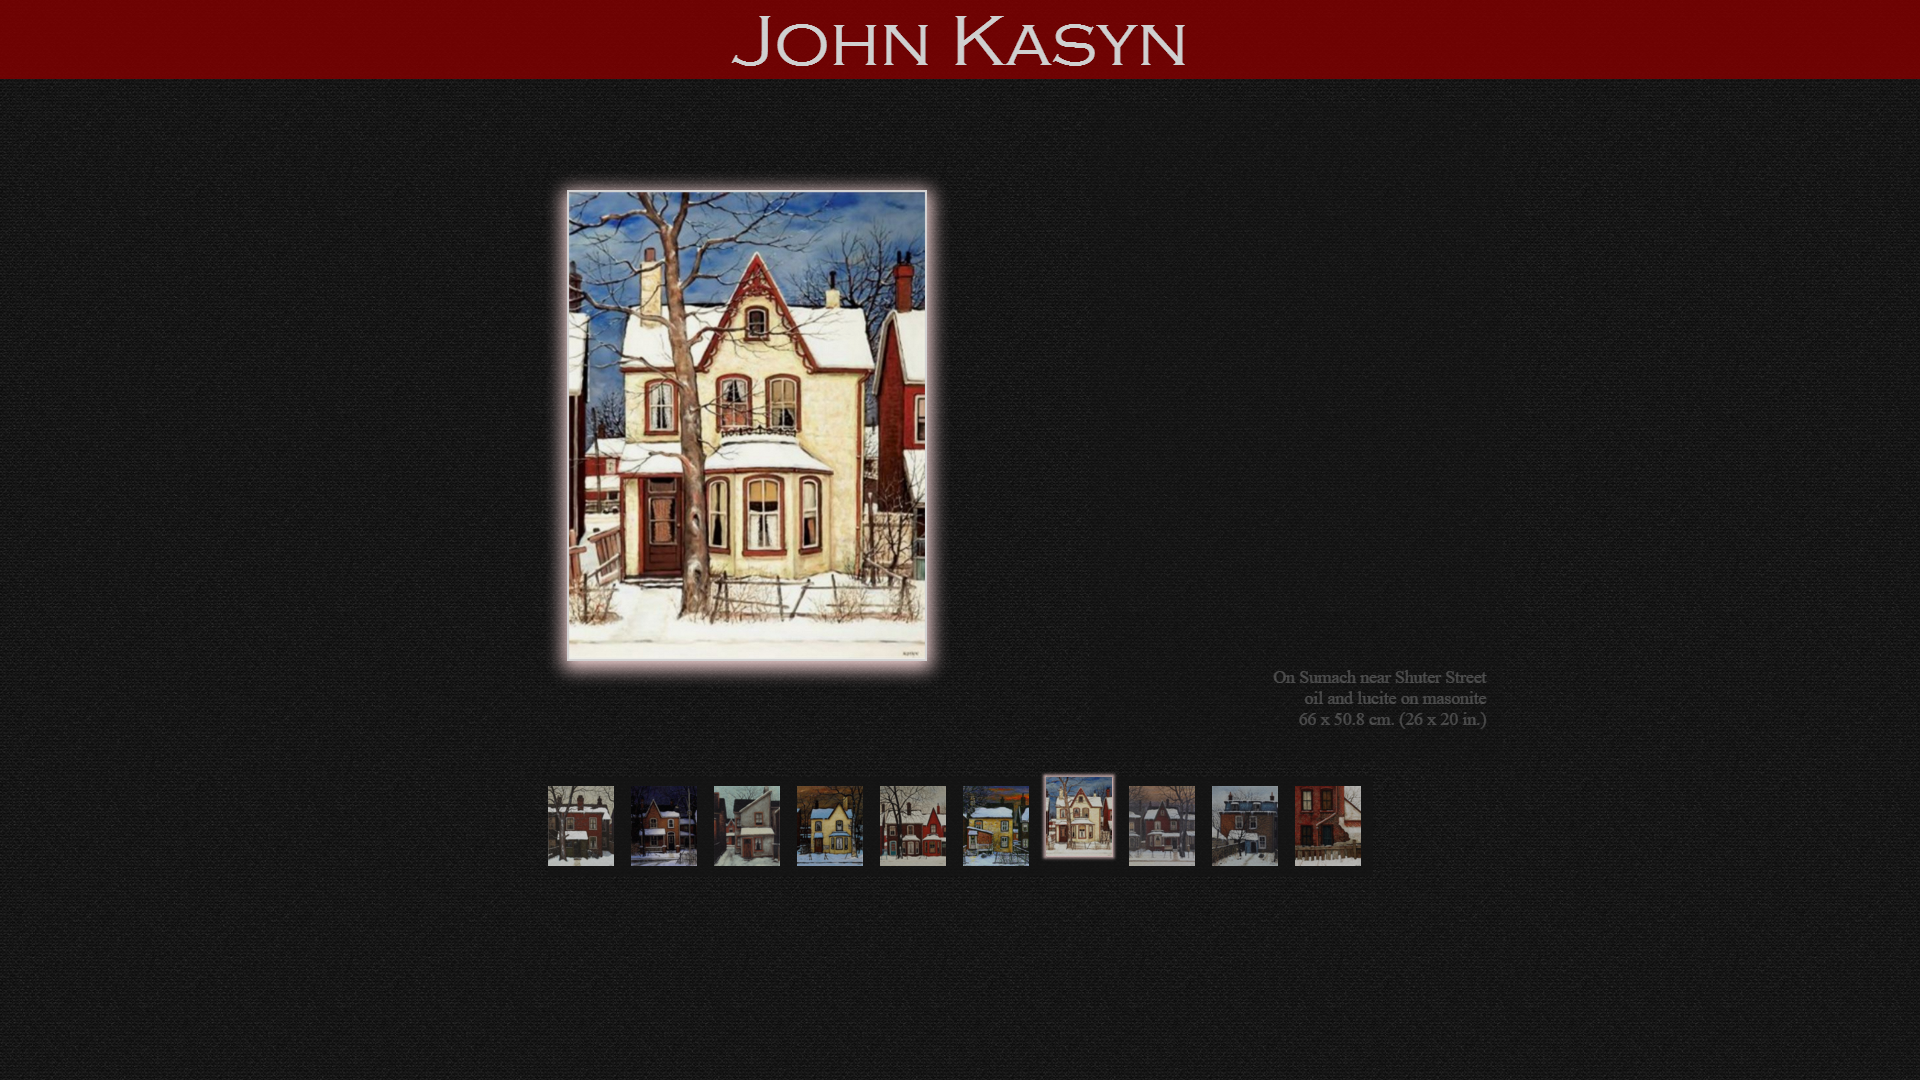 John Kasyn
On Sumach near Shuter Street
oil and lucite on masonite
66 x 50.8 cm. (26 x 20 in.)